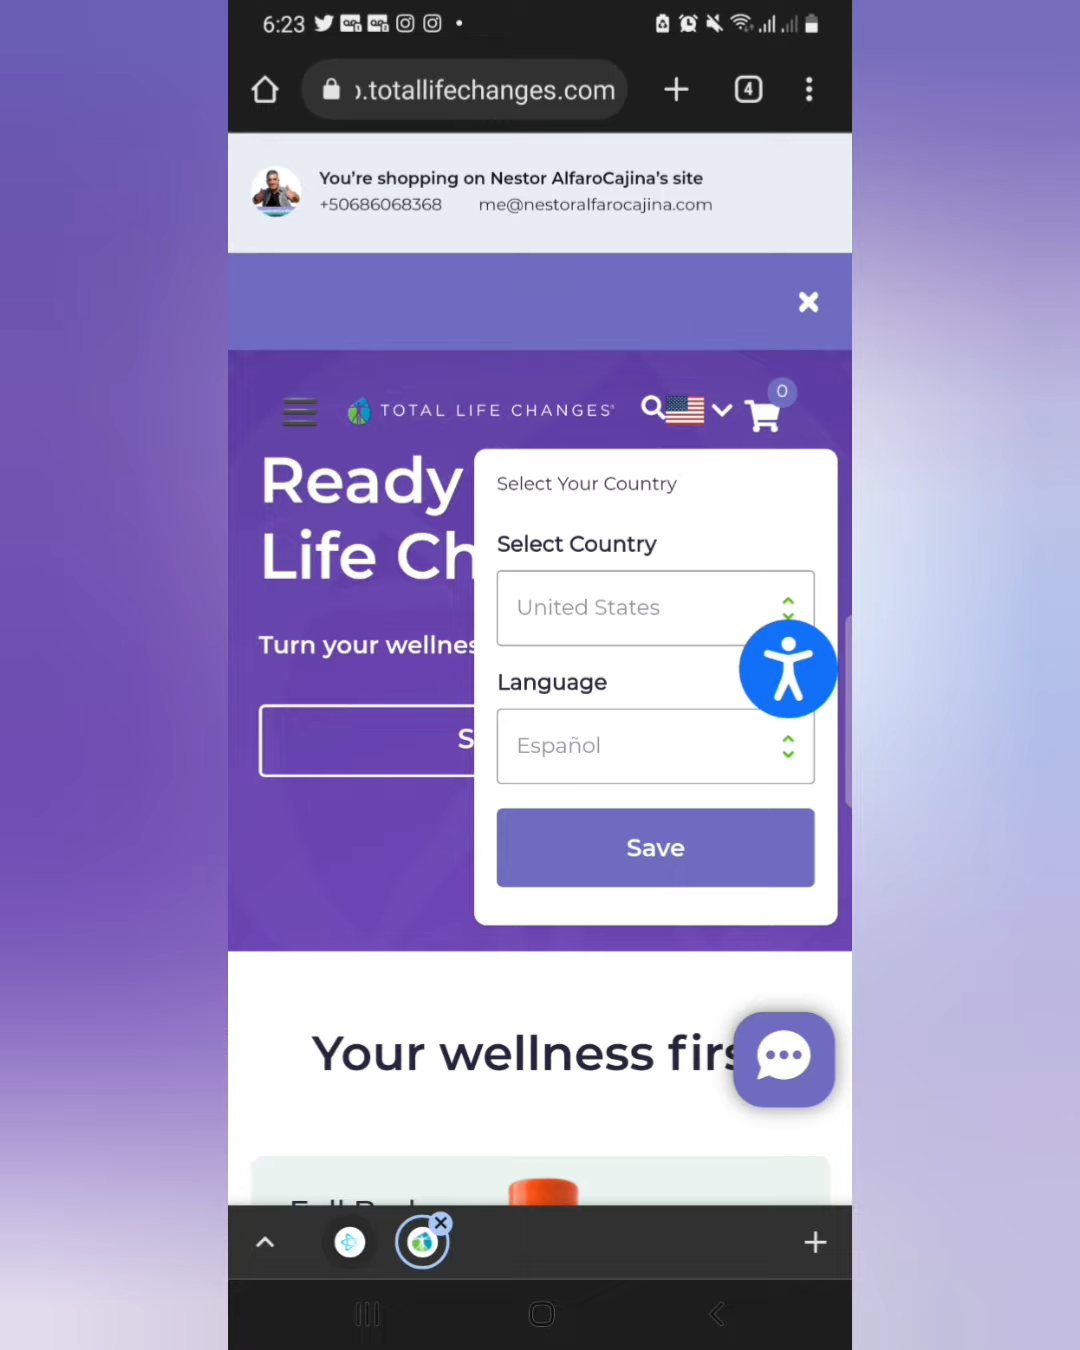 6:23
).totallifechanges.com
4
You're shopping on Nestor AlfaroCajina's site
+50686068368 me@nestoralfarocajina.com
TOTAL LIFE CHANGES
0
Ready
Life Ch
Turn your wellnes
S
Select Your Country
Select Country
United States
Language
Español
Save
Your wellness firs
Full Body